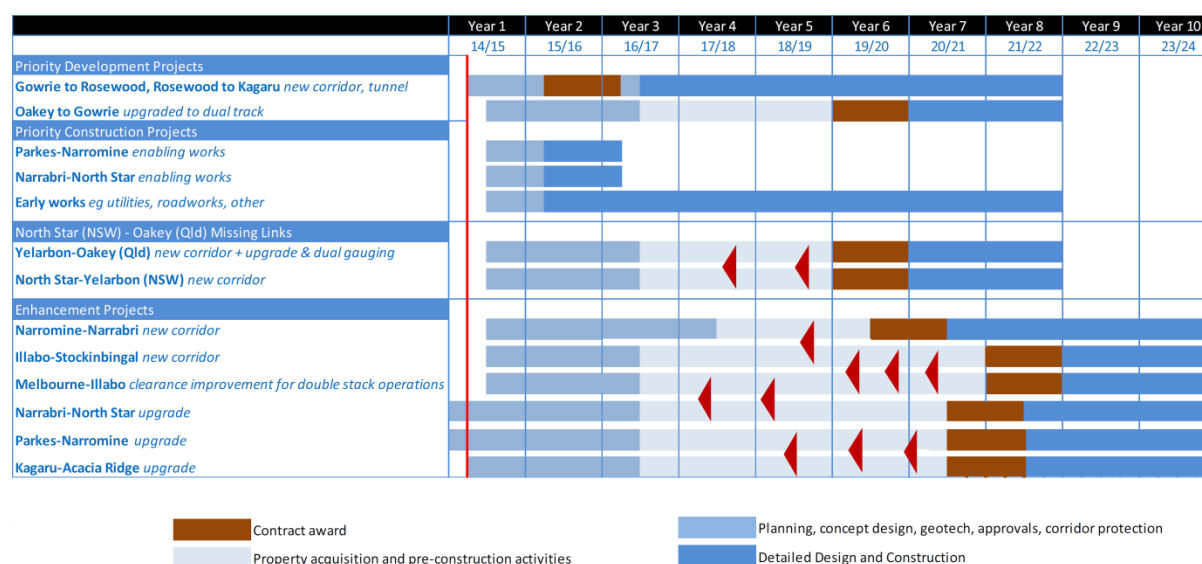 Year 1 Year 2 Year 3 Year 4 Year 5 Year 6 Year 7 Year 8 Year 9 Year 10
14/15 15/16 16/17 17/18 18/19 19/20 20/21 21/22 22/23 23/24
Priority Development Projects
Gowrie to Rosewood, Rosewood to Kagaru new corridor, tunnel
Oakey to Gowrie upgraded to dual track
Priority Construction Projects
Parkes-Narromine enabling works
Narrabri-North Star enabling works
Early works eg utilities, roadworks, other
North Star (NSW) - Oakey (Qld) Missing Links
Yelarbon-Oakey (Qld) new corridor + upgrade & dual gauging
North Star-Yelarbon (NSW) new corridor
Enhancement Projects
Narromine-Narrabri new corridor
Illabo-Stockinbingal new corridor
Melbourne-Illabo clearance improvement for double stack operations
Narrabri-North Star upgrade
Parkes-Narromine upgrade
Kagaru-Acacia Ridge upgrade
Contract award
Planning, concept design, geotech, approvals, corridor protection
Property acquisition and pre-construction activities
Detailed Design and Construction